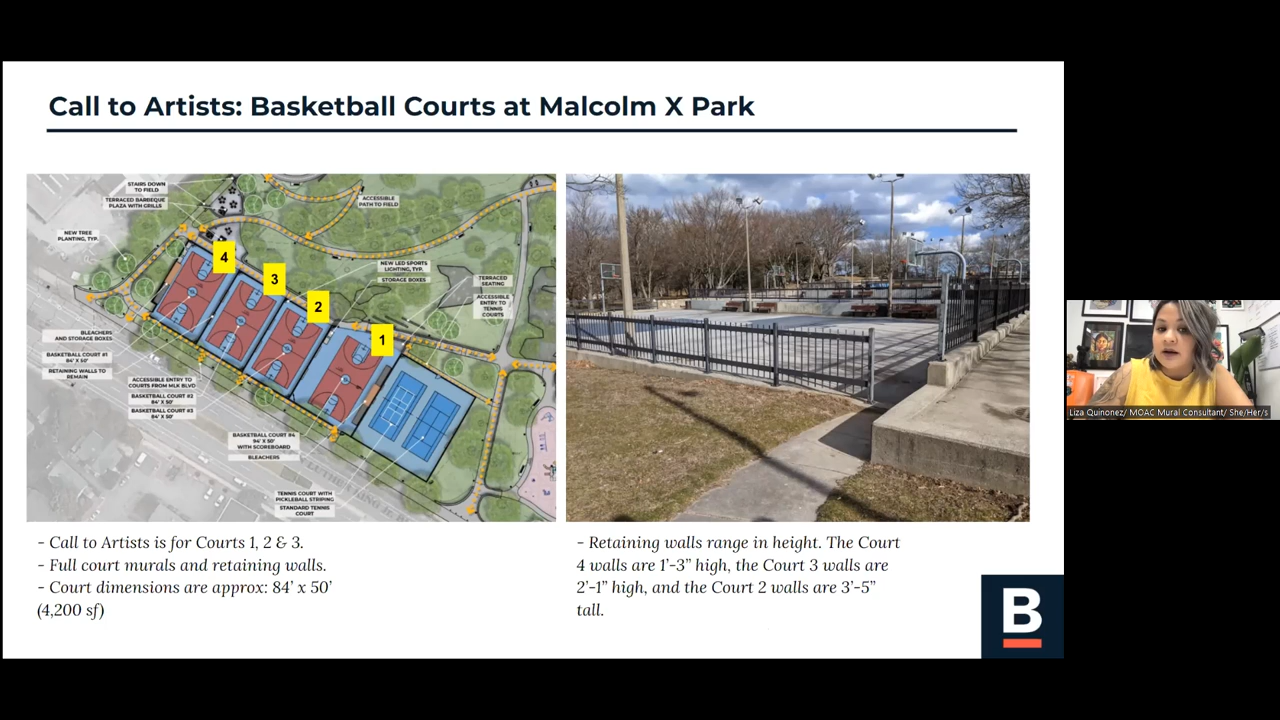 Call to Artists: Basketball Courts at Malcolm X Park
STAIRS DOWN
TO FIELD
TERRACED BARBEQUE
PLAZA WITH GRILLS
NEW TREE
PLANTING, TYP.
ACCESSIBLE
PATH TO FIELD
4
3
2
1
NEW LED SPORTS
LIGHTING, TYP.
STORAGE BOXES
TERRACED
SEATING
ACCESSIBLE
ENTRY TO
TENNIS
COURTS
BLEACHERS
AND STORAGE BOXES
BASKETBALL COURT #1
84' X 50'
RETAINING WALLS TO
REMAIN
ACCESSIBLE ENTRY TO
COURTS FROM MLK BLVD
BASKETBALL COURT #2
84' X 50'
BASKETBALL COURT #3
84' X 50'
BASKETBALL COURT #4
94' X 50'
WITH SCOREBOARD
BLEACHERS
TENNIS COURT WITH
PICKLEBALL STRIPING
STANDARD TENNIS
COURT
- Call to Artists is for Courts 1, 2 & 3.
- Full court murals and retaining walls.
- Court dimensions are approx: 84’ x 50’
(4,200 sf)
- Retaining walls range in height. The Court
4 walls are 1’-3” high, the Court 3 walls are
2’-1” high, and the Court 2 walls are 3’-5”
tall.
B
Liza Quinonez/ MOAC Mural Consultant/ She/Her/s